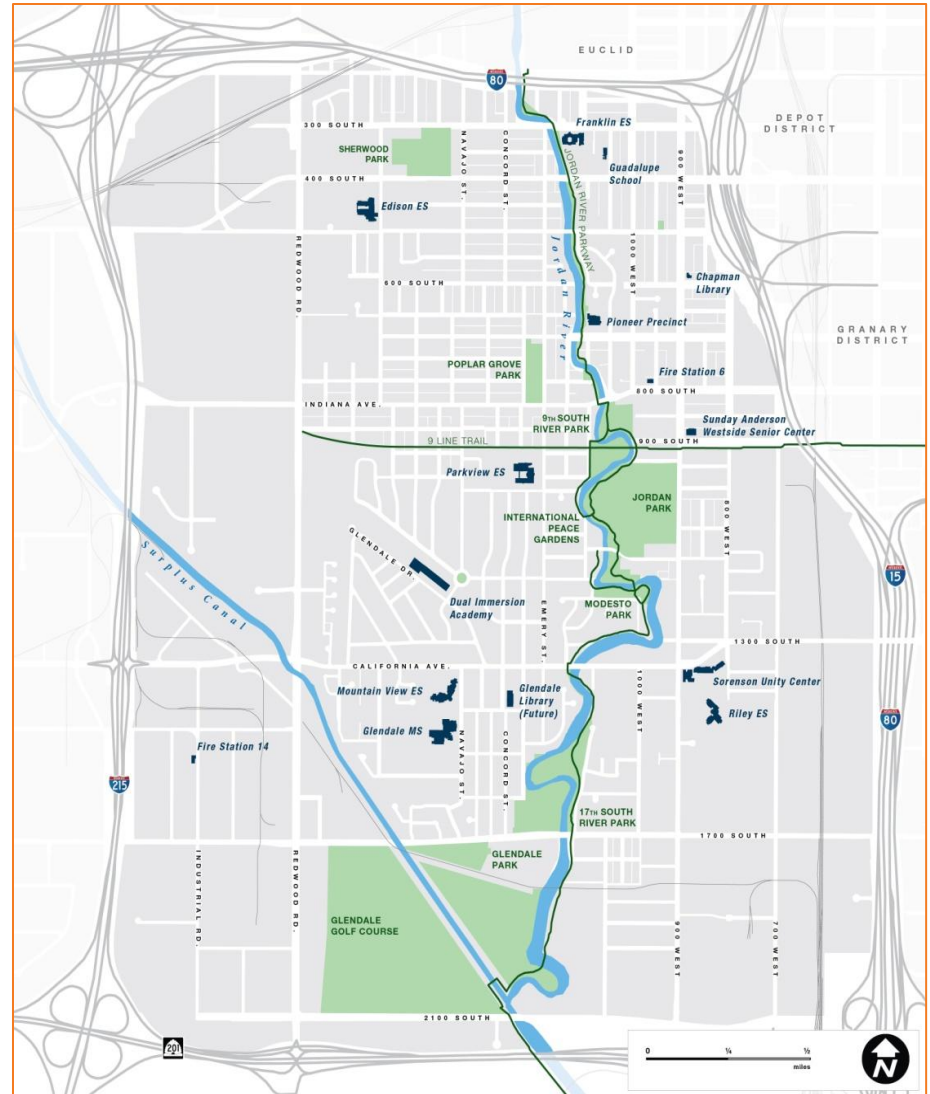 EUCLID
80
DEPOT
DISTRICT
300 SOUTH
Franklin ES
SHERWOOD
PARK
NAVAJO ST.
CONCORD ST.
JORDAN RIVER PARKWAY
Guadalupe
School
900 WEST
400 SOUTH
Edison ES
REDWOOD RD.
Jordan River
1000 WEST
600 SOUTH
Chapman
Library
Pioneer Precinct
GRANARY
DISTRICT
POPLAR GROVE
PARK
Fire Station 6
800 SOUTH
INDIANA AVE.
9TH SOUTH
RIVER PARK
Sunday Anderson
Westside Senior Center
9 LINE TRAIL
900 SOUTH
Parkview ES
JORDAN
PARK
INTERNATIONAL
PEACE
GARDENS
800 WEST
Surplus Canal
GLENDALE DR.
15
Dual Immersion
Academy
EMERY ST.
MODESTO
PARK
1300 SOUTH
CALIFORNIA AVE.
Mountain View ES
Glendale
Library
(Future)
1000 WEST
Sorenson Unity Center
Riley ES
Glendale MS
NAVAJO ST.
CONCORD ST.
80
Fire Station 14
215
17TH SOUTH
RIVER PARK
1700 SOUTH
GLENDALE
PARK
INDUSTRIAL RD.
REDWOOD RD.
GLENDALE
GOLF COURSE
900 WEST
700 WEST
2100 SOUTH
201
0 ¼ ½
miles
N